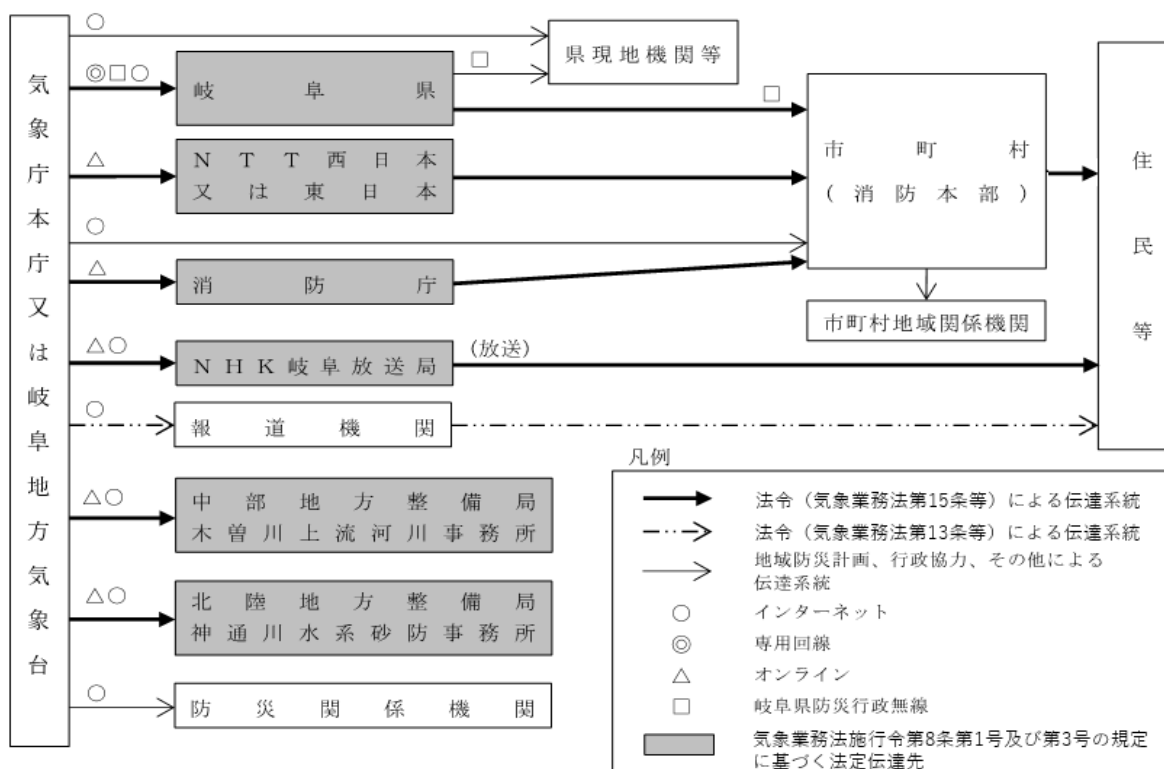 気象庁本庁又は岐阜地方気象台
○
県現地機関等
◎□○
岐阜県
□
□
△
NTT西日本
又は東日本
市町村
(消防本部)
住民等
○
△
消防庁
市町村地域関係機関
△○
NHK岐阜放送局
(放送)
○
報道機関
△○
中部地方整備局
木曽川上流河川事務所
△○
北陸地方整備局
神通川水系砂防事務所
○
防災関係機関
凡例
法令（気象業務法第15条等）による伝達系統
法令（気象業務法第13条等）による伝達系統
地域防災計画、行政協力、その他による
伝達系統
○ インターネット
◎ 専用回線
△ オンライン
□ 岐阜県防災行政無線
気象業務法施行令第8条第1号及び第3号の規定
に基づく法定伝達先